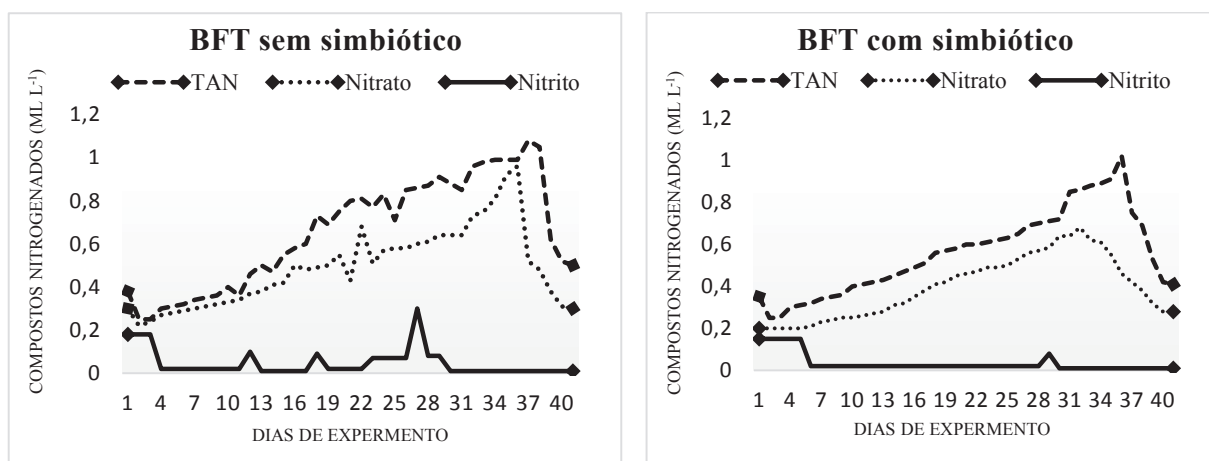 BFT sem simbiótico
TAN Nitrato Nitrito
COMPOSTOS NITROGENADOS (ML L-¹)
1,2
1
0,8
0,6
0,4
0,2
0
1 4 7 10 13 16 19 22 25 28 31 34 37 40
DIAS DE EXPERMENTO
BFT com simbiótico
TAN Nitrato Nitrito
COMPOSTOS NITROGENADOS (ML L-¹)
1,2
1
0,8
0,6
0,4
0,2
0
1 4 7 10 13 16 19 22 25 28 31 34 37 40
DIAS DE EXPERMENTO